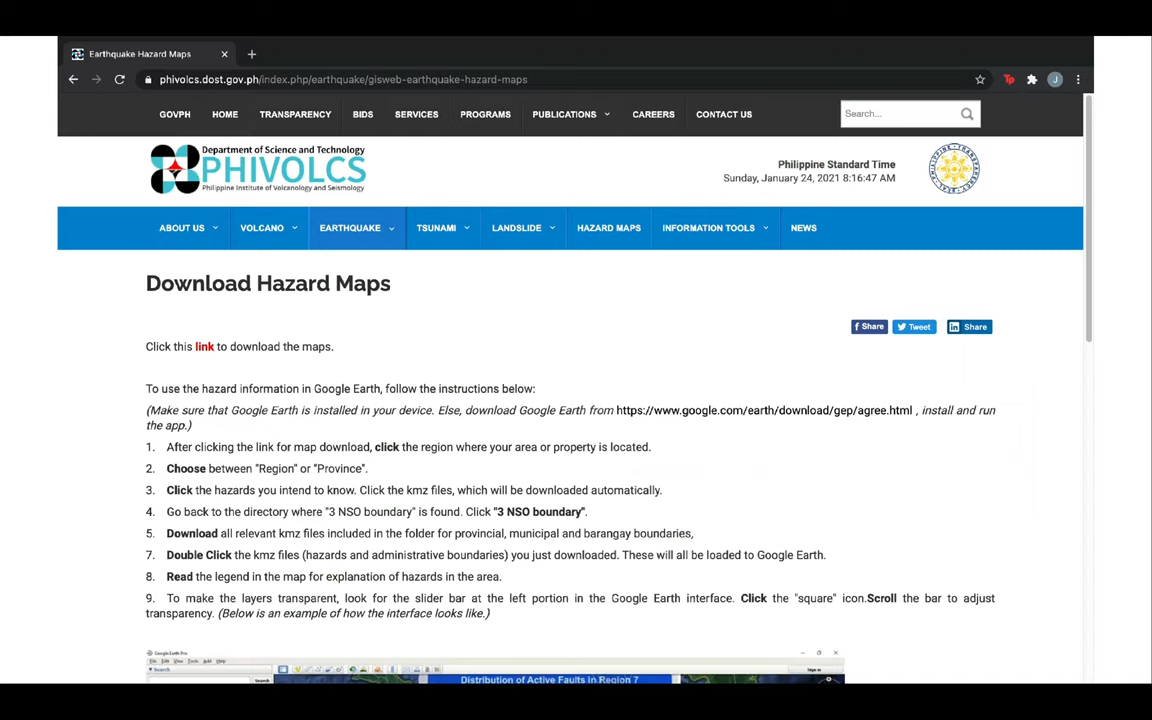 Earthquake Hazard Maps
phivolcs.dost.gov.ph/index.php/earthquake/gisweb-earthquake-hazard-maps
J
GOVPH HOME TRANSPARENCY BIDS SERVICES PROGRAMS PUBLICATIONS CAREERS CONTACT US
Search...
Department of Science and Technology
PHIVOLCS
Philippine Institute of Volcanology and Seismology
Philippine Standard Time
Sunday, January 24, 2021 8:16:47 AM
ABOUT US VOLCANO EARTHQUAKE TSUNAMI LANDSLIDE HAZARD MAPS INFORMATION TOOLS NEWS
Download Hazard Maps
f Share Tweet in Share
Click this link to download the maps.
To use the hazard information in Google Earth, follow the instructions below:
(Make sure that Google Earth is installed in your device. Else, download Google Earth from https://www.google.com/earth/download/gep/agree.html , install and run
the app.)
1. After clicking the link for map download, click the region where your area or property is located.
2. Choose between "Region" or "Province".
3. Click the hazards you intend to know. Click the kmz files, which will be downloaded automatically.
4. Go back to the directory where "3 NSO boundary" is found. Click "3 NSO boundary".
5. Download all relevant kmz files included in the folder for provincial, municipal and barangay boundaries,
7. Double Click the kmz files (hazards and administrative boundaries) you just downloaded. These will all be loaded to Google Earth.
8. Read the legend in the map for explanation of hazards in the area.
9. To make the layers transparent, look for the slider bar at the left portion in the Google Earth interface. Click the "square" icon.Scroll the bar to adjust
transparency. (Below is an example of how the interface looks like.)
Google Earth Pro
File Edit View Tools Add Help
Search
Search
Sign in
Distribution of Active Faults in Region 7